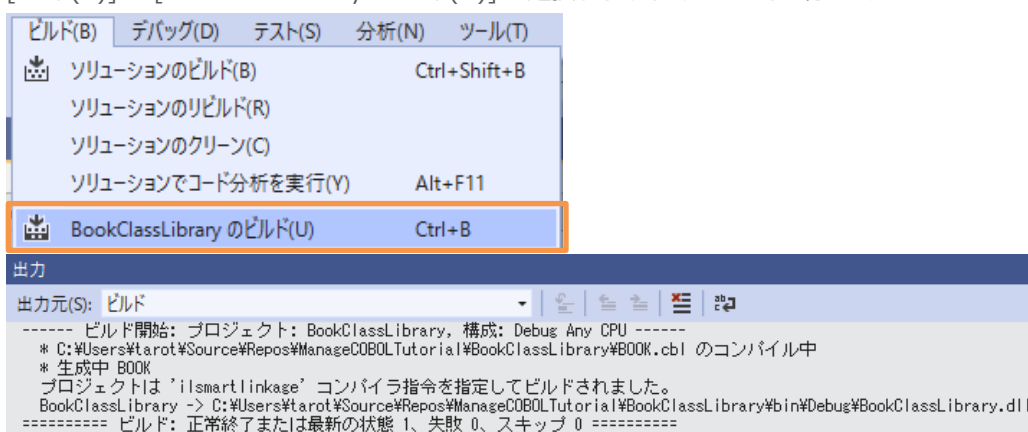 ビルド(B) デバッグ(D) テスト(S) 分析(N) ツール(T)
ソリューションのビルド(B) Ctrl+Shift+B
ソリューションのリビルド(R)
ソリューションのクリーン(C)
ソリューションでコード分析を実行(Y) Alt+F11
BookClassLibrary のビルド(U) Ctrl+B
出力
出力元(S): ビルド
------ ビルド開始: プロジェクト: BookClassLibrary, 構成: Debug Any CPU ------
* C:¥Users¥tarot¥Source¥Repos¥ManageCOBOLTutorial¥BookClassLibrary¥BOOK.cbl のコンパイル中
* 生成中 BOOK
プロジェクトは 'ilsmartlinkage' コンパイラ指令を指定してビルドされました。
BookClassLibrary -> C:¥Users¥tarot¥Source¥Repos¥ManageCOBOLTutorial¥BookClassLibrary¥bin¥Debug¥BookClassLibrary.dll
========== ビルド: 正常終了または最新の状態 1、失敗 0、スキップ 0 ==========